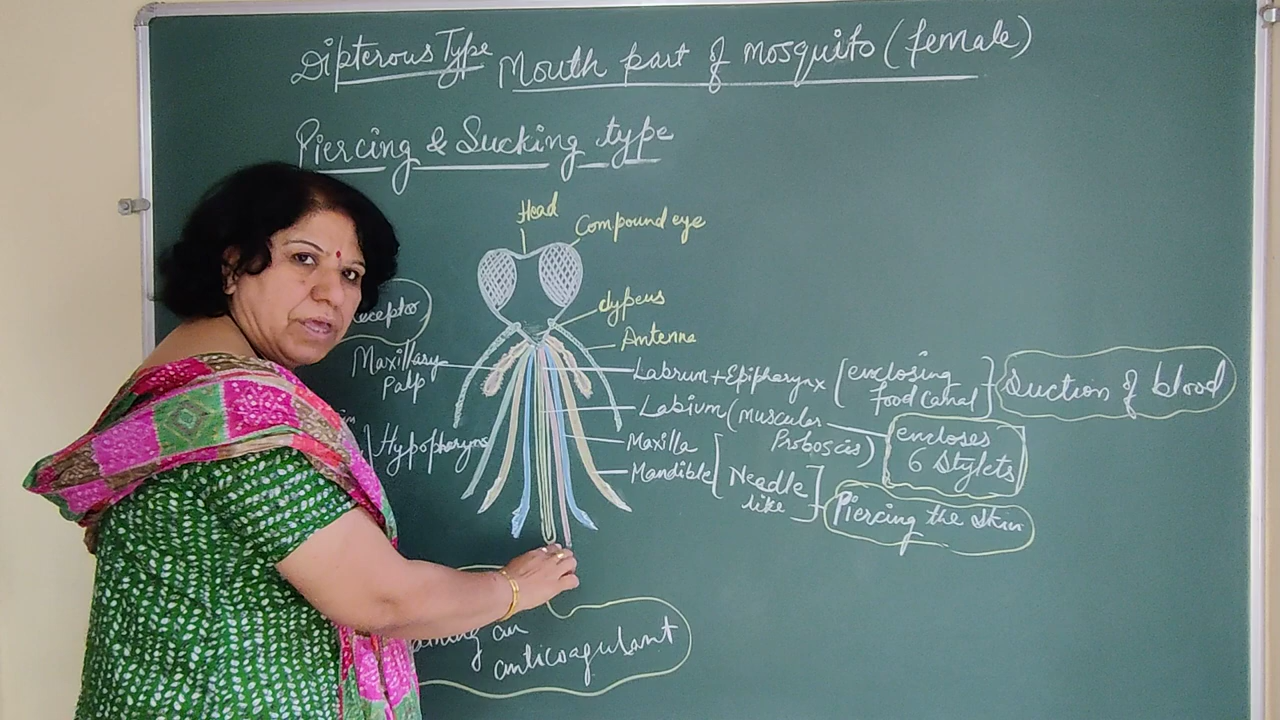 Dipterous Type Mouth part of mosquito (female)
Piercing & Sucking type
Head
Compound eye
clypeus
Antenna
Maxillary
Palp
Labrum + Epipharynx [enclosing
food canal] Suction of blood
Labium (muscular
Proboscis) encloses
6 Stylets
Hypopharynx
Maxilla
Mandible [Needle
like] Piercing the skin
an
anticoagulant